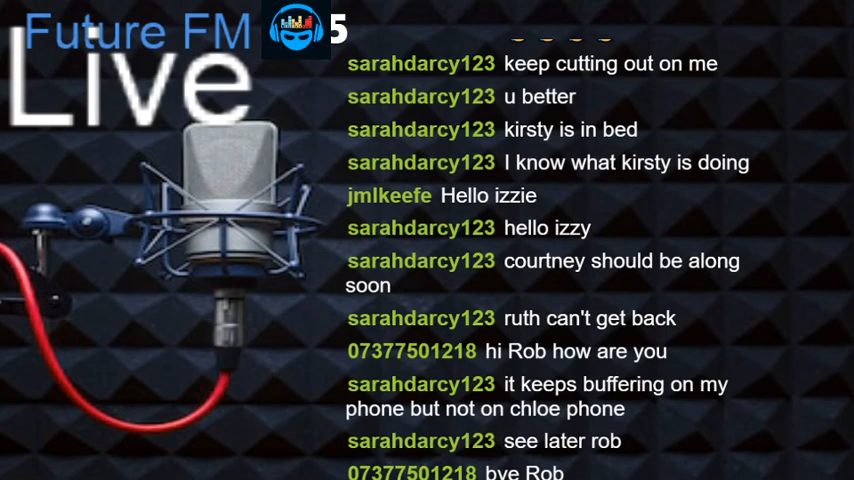 Future FM
5
Live
sarahdarcy123 keep cutting out on me
sarahdarcy123 u better
sarahdarcy123 kirsty is in bed
sarahdarcy123 I know what kirsty is doing
jmlkeefe Hello izzie
sarahdarcy123 hello izzy
sarahdarcy123 courtney should be along
soon
sarahdarcy123 ruth can't get back
07377501218 hi Rob how are you
sarahdarcy123 it keeps buffering on my
phone but not on chloe phone
sarahdarcy123 see later rob
07377501218 bye Rob